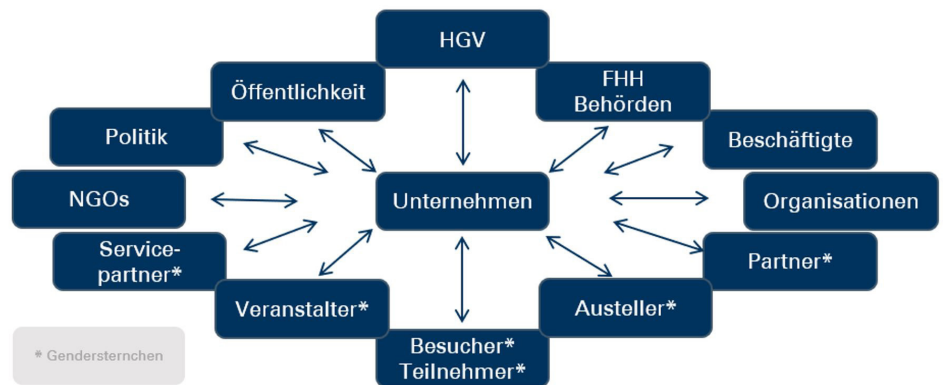 HGV
Öffentlichkeit
FHH
Behörden
Politik
Beschäftigte
NGOs
Unternehmen
Organisationen
Service-
partner*
Partner*
Veranstalter*
Austeller*
Besucher*
Teilnehmer*
* Gendersternchen